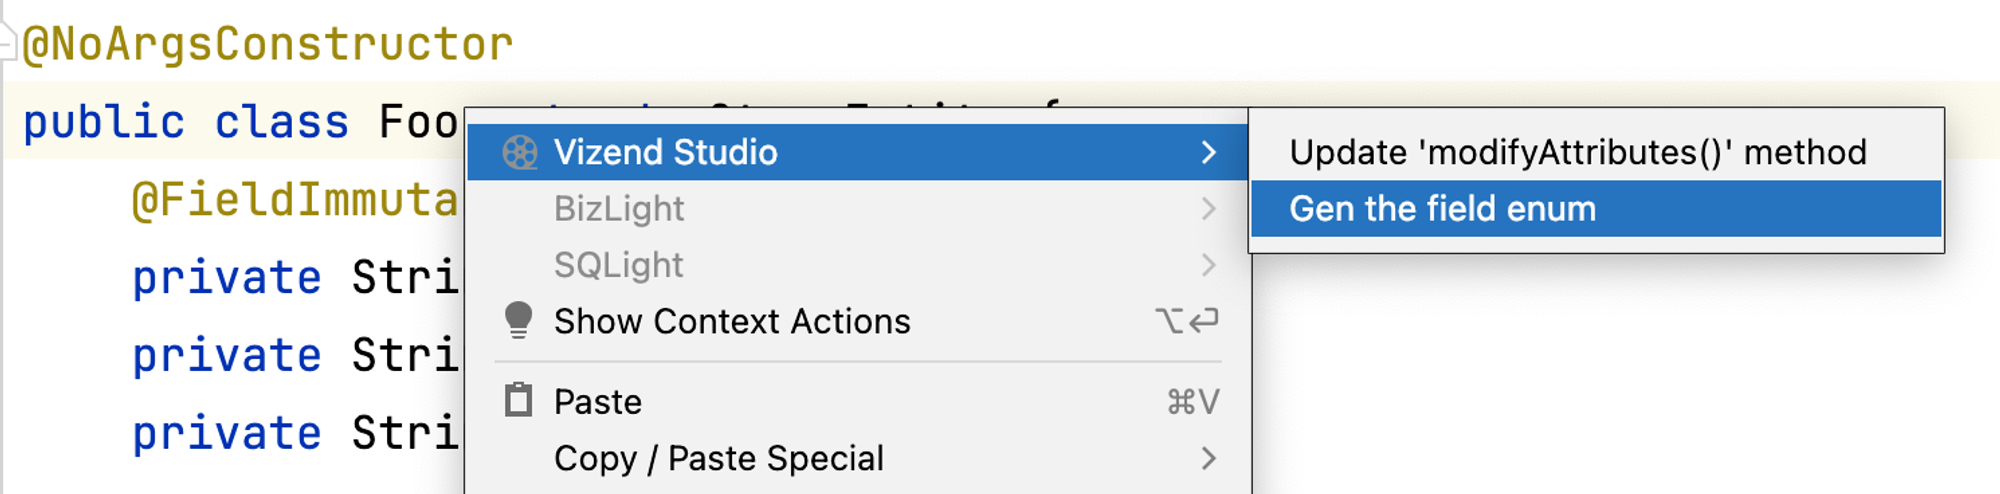 @NoArgsConstructor
public class Foo
@FieldImmuta
private Stri
private Stri
private Stri
Vizend Studio
BizLight
SQLight
Show Context Actions ⌥⏎
Paste ⌘V
Copy / Paste Special
Update 'modifyAttributes()' method
Gen the field enum